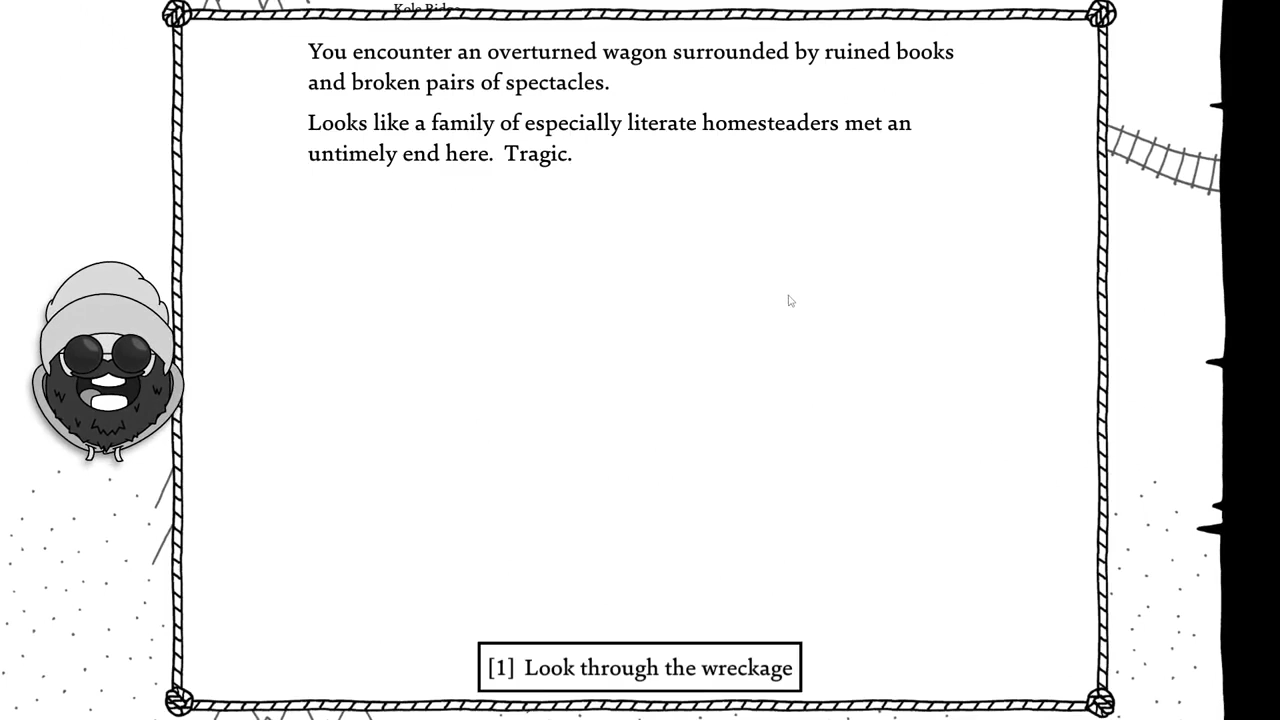 You encounter an overturned wagon surrounded by ruined books
and broken pairs of spectacles.
Looks like a family of especially literate homesteaders met an
untimely end here.  Tragic.
[1] Look through the wreckage